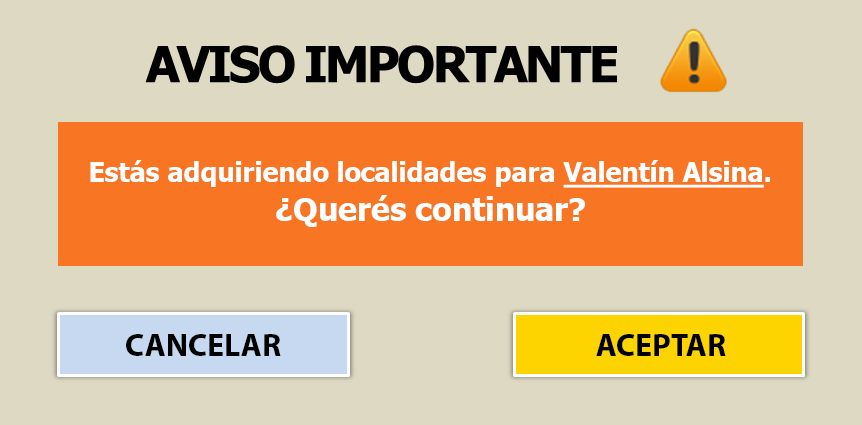 AVISO IMPORTANTE
Estás adquiriendo localidades para Valentín Alsina.
¿Querés continuar?
CANCELAR
ACEPTAR